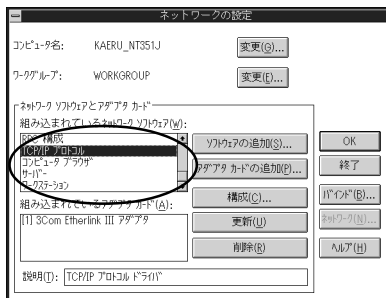 ネットワークの設定
コンピュータ名: KAERU_NT351J 変更(G)...
ワークグループ: WORKGROUP 変更(E)...
ネットワーク ソフトウェアとアダプタ カード
組み込まれているネットワーク ソフトウェア(W):
RPC 構成
TCP/IP プロトコル
コンピュータ ブラウザ
サーバー
ワークステーション
ソフトウェアの追加(S)...
アダプタ カードの追加(P)...
組み込まれているアダプタ カード(A):
[1] 3Com Etherlink III アダプタ
構成(C)...
更新(U)
削除(R)
説明(T): TCP/IP プロトコル ドライバ
OK
終了
バインド(B)...
ネットワーク(N)...
ヘルプ(H)